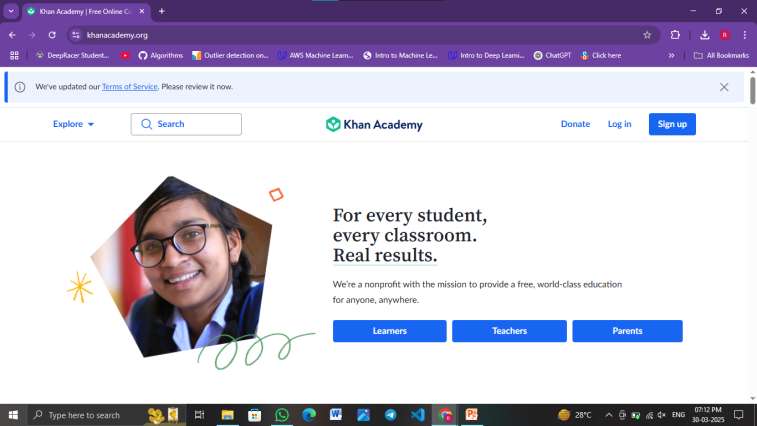 Khan Academy | Free Online Co
khanacademy.org
R
DeepRacer Student...
Algorithms
Outlier detection on...
AWS Machine Learn...
Intro to Machine Le...
Intro to Deep Learni...
ChatGPT
Click here
All Bookmarks
We've updated our Terms of Service. Please review it now.
Explore
Search
Khan Academy
Donate
Log in
Sign up
For every student,
every classroom.
Real results.
We're a nonprofit with the mission to provide a free, world-class education
for anyone, anywhere.
Learners
Teachers
Parents
Type here to search
28°C
ENG
07:12 PM
30-03-2025